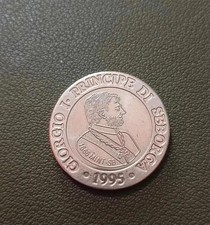 GIORGIO I° PRINCIPE DI SEBORGA
• 1995 •